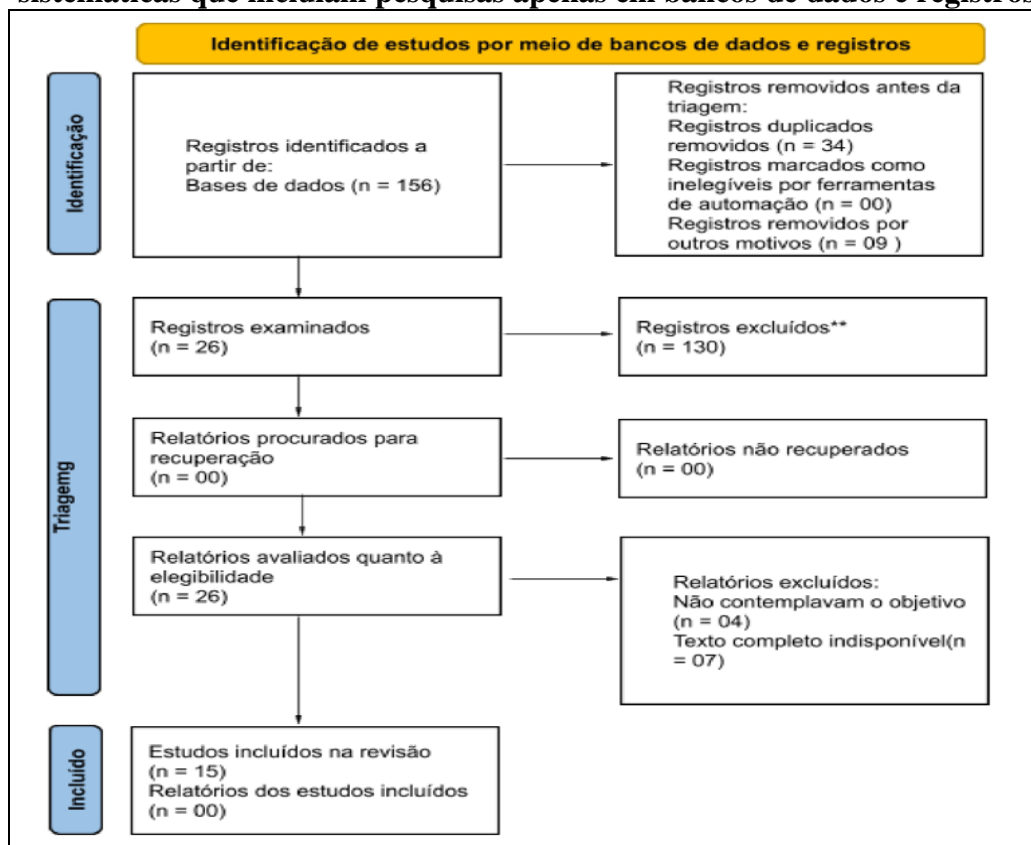 sistemáticas que incluíam pesquisas apenas em bancos de dados e registros
Identificação de estudos por meio de bancos de dados e registros
Identificação
Registros identificados a
partir de:
Bases de dados (n = 156)
Registros removidos antes da
triagem:
Registros duplicados
removidos (n = 34)
Registros marcados como
inelegíveis por ferramentas
de automação (n = 00)
Registros removidos por
outros motivos (n = 09 )
Triagemg
Registros examinados
(n = 26)
Registros excluídos**
(n = 130)
Relatórios procurados para
recuperação
(n = 00)
Relatórios não recuperados
(n = 00)
Relatórios avaliados quanto à
elegibilidade
(n = 26)
Relatórios excluídos:
Não contemplavam o objetivo
(n = 04)
Texto completo indisponível(n
= 07)
Incluído
Estudos incluídos na revisão
(n = 15)
Relatórios dos estudos incluídos
(n = 00)